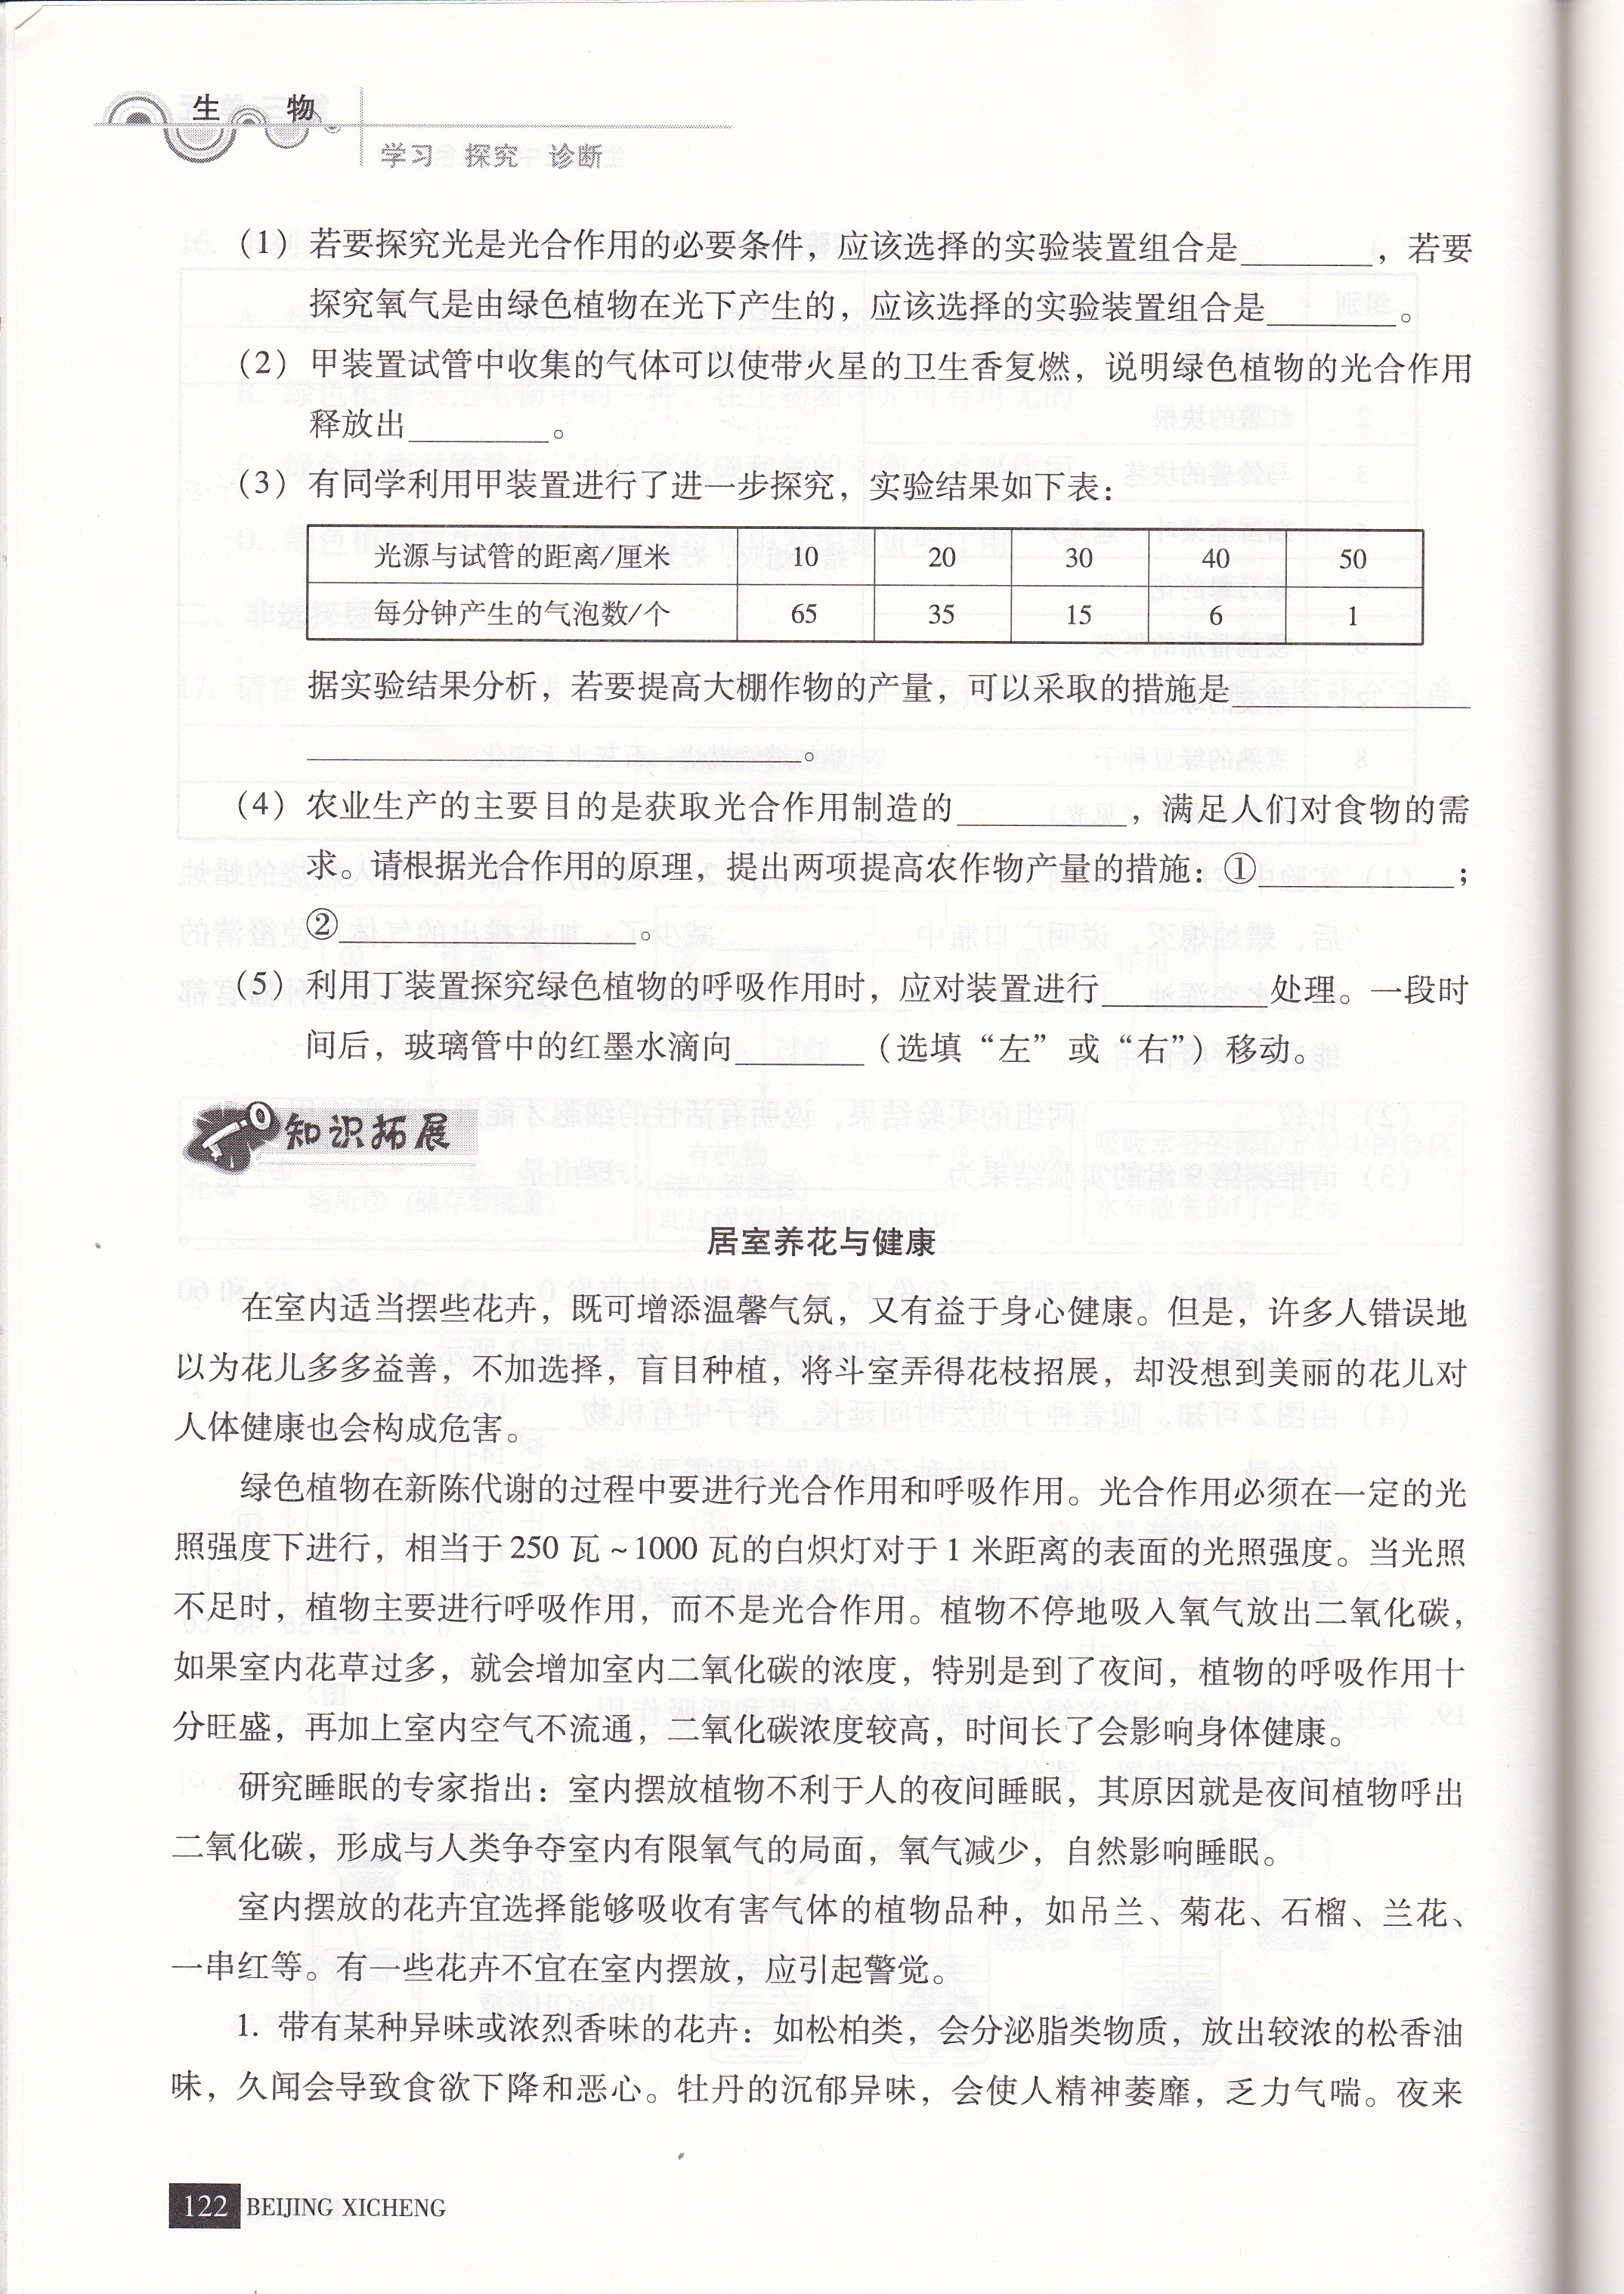 生 物
学习 探究 诊断
(1) 若要探究光是光合作用的必要条件，应该选择的实验装置组合是________，若要
探究氧气是由绿色植物在光下产生的，应该选择的实验装置组合是________。
(2) 甲装置试管中收集的气体可以使带火星的卫生香复燃，说明绿色植物的光合作用
释放出________。
(3) 有同学利用甲装置进行了进一步探究，实验结果如下表：
光源与试管的距离/厘米 10 20 30 40 50
每分钟产生的气泡数/个 65 35 15 6 1
据实验结果分析，若要提高大棚作物的产量，可以采取的措施是________
________。
(4) 农业生产的主要目的是获取光合作用制造的________，满足人们对食物的需
求。请根据光合作用的原理，提出两项提高农作物产量的措施：①________；
②________。
(5) 利用丁装置探究绿色植物的呼吸作用时，应对装置进行________处理。一段时
间后，玻璃管中的红墨水滴向________（选填“左”或“右”）移动。
知识拓展
居室养花与健康
在室内适当摆些花卉，既可增添温馨气氛，又有益于身心健康。但是，许多人错误地
以为花儿多多益善，不加选择，盲目种植，将斗室弄得花枝招展，却没想到美丽的花儿对
人体健康也会构成危害。
绿色植物在新陈代谢的过程中要进行光合作用和呼吸作用。光合作用必须在一定的光
照强度下进行，相当于 250 瓦～1000 瓦的白炽灯对于 1 米距离的表面的光照强度。当光照
不足时，植物主要进行呼吸作用，而不是光合作用。植物不停地吸入氧气放出二氧化碳，
如果室内花草过多，就会增加室内二氧化碳的浓度，特别是到了夜间，植物的呼吸作用十
分旺盛，再加上室内空气不流通，二氧化碳浓度较高，时间长了会影响身体健康。
研究睡眠的专家指出：室内摆放植物不利于人的夜间睡眠，其原因就是夜间植物呼出
二氧化碳，形成与人类争夺室内有限氧气的局面，氧气减少，自然影响睡眠。
室内摆放的花卉宜选择能够吸收有害气体的植物品种，如吊兰、菊花、石榴、兰花、
一串红等。有一些花卉不宜在室内摆放，应引起警觉。
1. 带有某种异味或浓烈香味的花卉：如松柏类，会分泌脂类物质，放出较浓的松香油
味，久闻会导致食欲下降和恶心。牡丹的沉郁异味，会使人精神萎靡，乏力气喘。夜来
122 BEIJING XICHENG